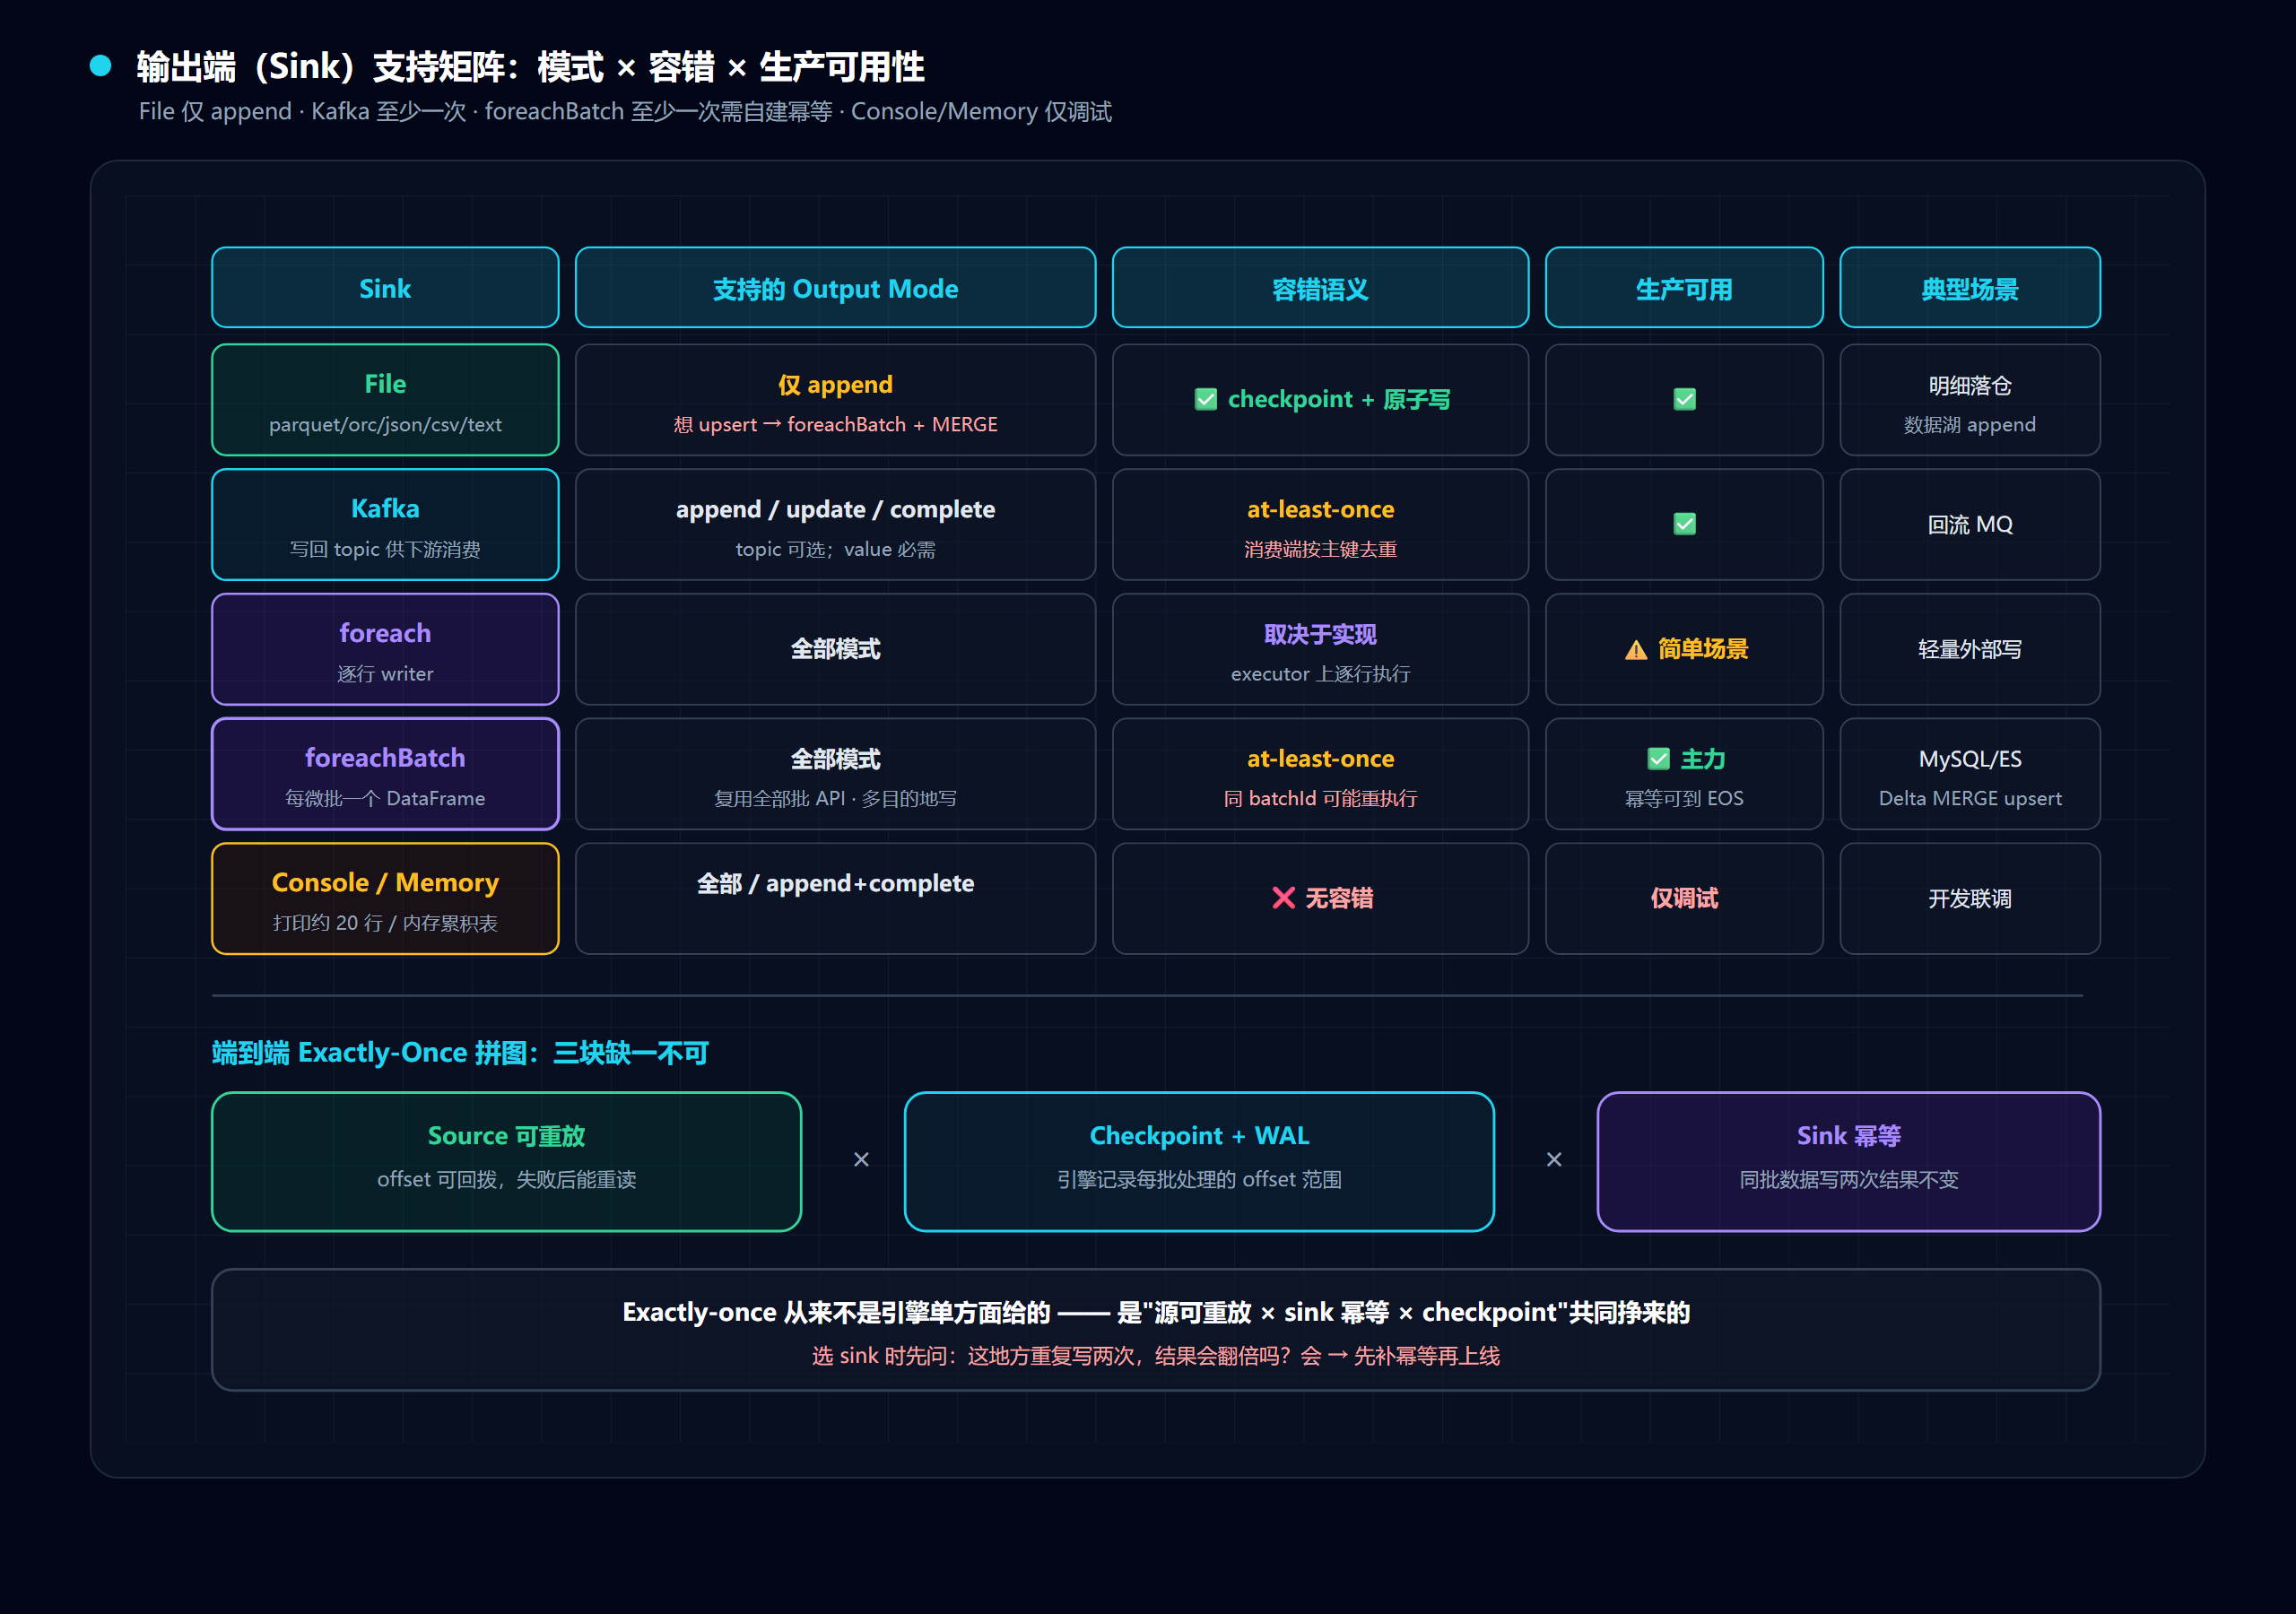 输出端（Sink）支持矩阵：模式 × 容错 × 生产可用性
File 仅 append · Kafka 至少一次 · foreachBatch 至少一次需自建幂等 · Console/Memory 仅调试
Sink
支持的 Output Mode
容错语义
生产可用
典型场景
File
parquet/orc/json/csv/text
仅 append
想 upsert → foreachBatch + MERGE
✅ checkpoint + 原子写
✅
明细落仓
数据湖 append
Kafka
写回 topic 供下游消费
append / update / complete
topic 可选；value 必需
at-least-once
消费端按主键去重
✅
回流 MQ
foreach
逐行 writer
全部模式
取决于实现
executor 上逐行执行
⚠️ 简单场景
轻量外部写
foreachBatch
每微批一个 DataFrame
全部模式
复用全部批 API · 多目的地写
at-least-once
同 batchId 可能重执行
✅ 主力
幂等可到 EOS
MySQL/ES
Delta MERGE upsert
Console / Memory
打印约 20 行 / 内存累积表
全部 / append+complete
❌ 无容错
仅调试
开发联调
端到端 Exactly-Once 拼图：三块缺一不可
Source 可重放
offset 可回拨，失败后能重读
×
Checkpoint + WAL
引擎记录每批处理的 offset 范围
×
Sink 幂等
同批数据写两次结果不变
Exactly-once 从来不是引擎单方面给的 —— 是"源可重放 × sink 幂等 × checkpoint"共同挣来的
选 sink 时先问：这地方重复写两次，结果会翻倍吗？会 → 先补幂等再上线